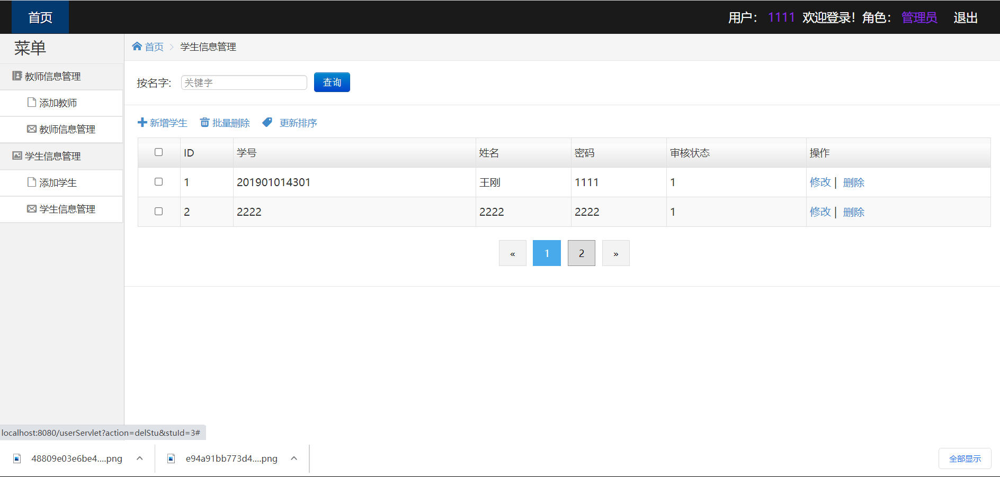 首页
用户： 1111 欢迎登录！角色： 管理员 退出
菜单
教师信息管理
添加教师
教师信息管理
学生信息管理
添加学生
学生信息管理
首页 > 学生信息管理
按名字: 关键字 查询
新增学生 批量删除 更新排序
ID 学号 姓名 密码 审核状态 操作
1 201901014301 王刚 1111 1 修改 | 删除
2 2222 2222 2222 1 修改 | 删除
« 1 2 »
localhost:8080/userServlet?action=delStu&stuId=3#
48809e03e6be4....png e94a91bb773d4....png 全部显示